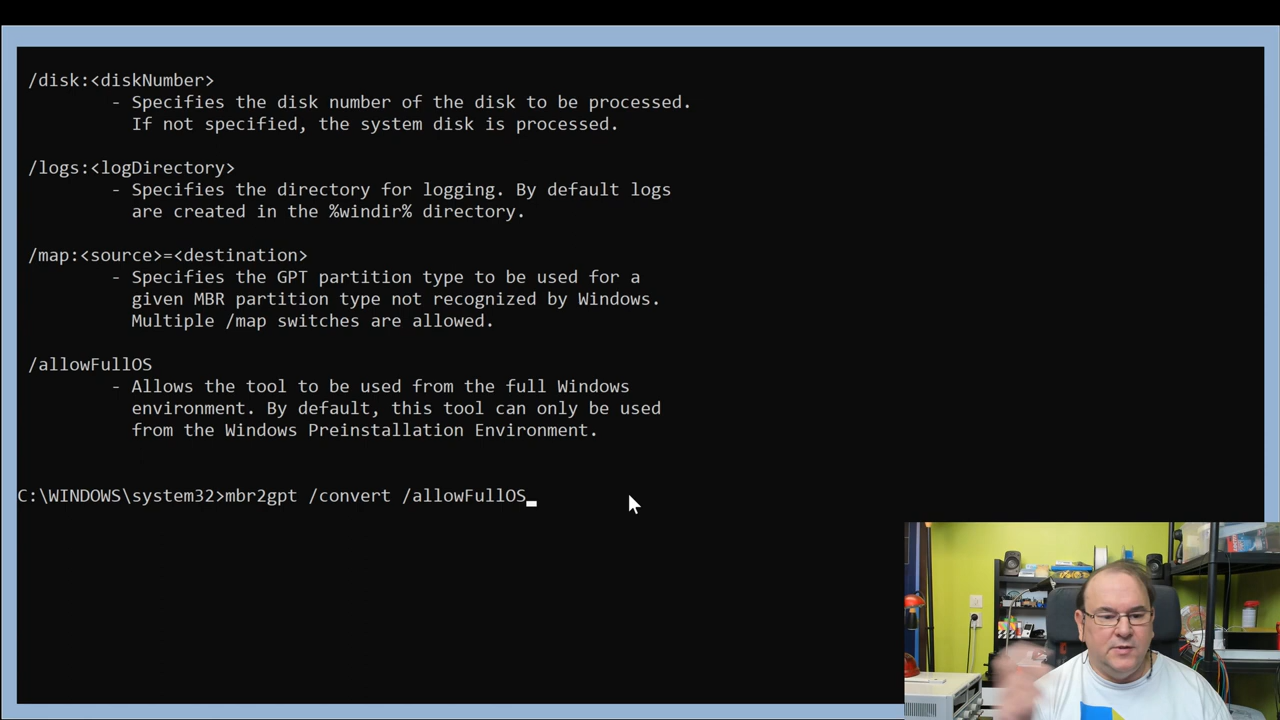 /disk:<diskNumber>
- Specifies the disk number of the disk to be processed.
If not specified, the system disk is processed.
/logs:<logDirectory>
- Specifies the directory for logging. By default logs
are created in the %windir% directory.
/map:<source>=<destination>
- Specifies the GPT partition type to be used for a
given MBR partition type not recognized by Windows.
Multiple /map switches are allowed.
/allowFullOS
- Allows the tool to be used from the full Windows
environment. By default, this tool can only be used
from the Windows Preinstallation Environment.
C:\WINDOWS\system32>mbr2gpt /convert /allowFullOS_